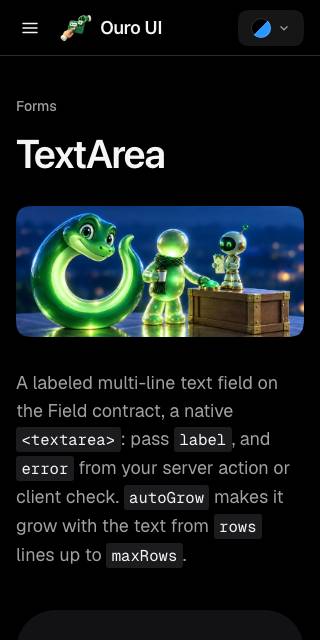 Ouro UI
Forms
TextArea
A labeled multi-line text field on
the Field contract, a native
<textarea>: pass label, and
error from your server action or
client check. autoGrow makes it
grow with the text from rows
lines up to maxRows.